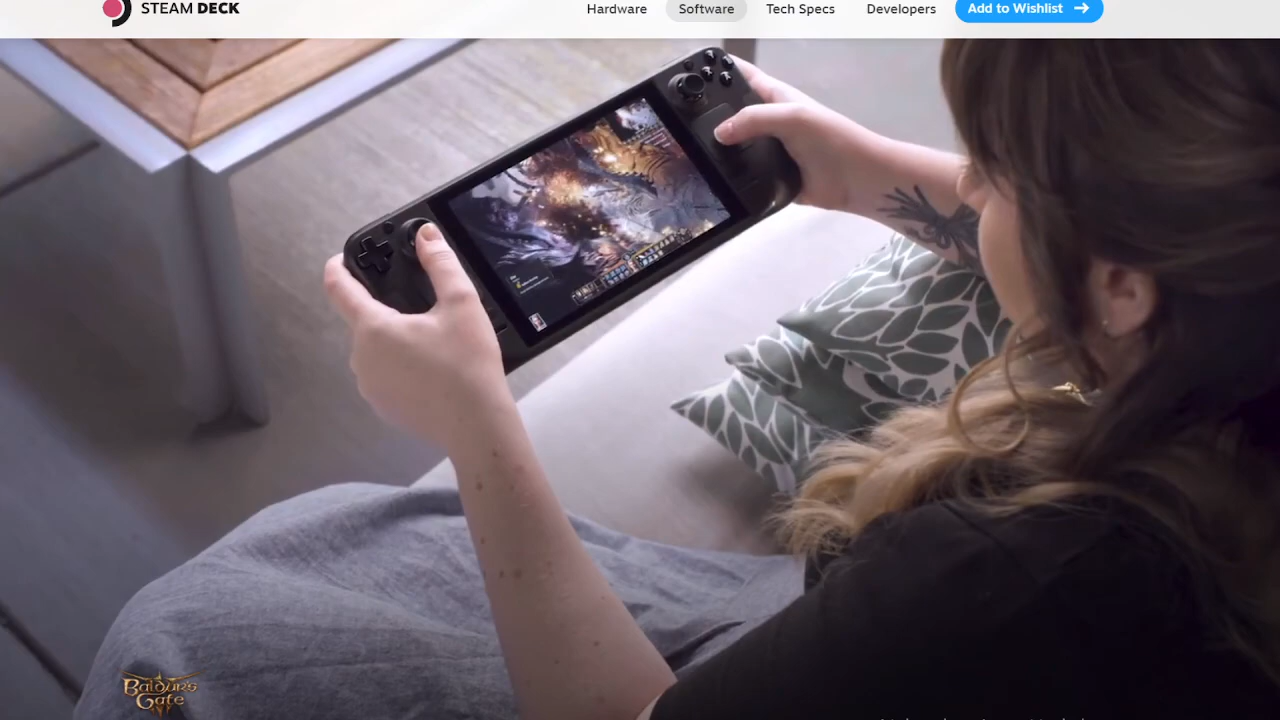 STEAM DECK
Hardware
Software
Tech Specs
Developers
Add to Wishlist
Baldur's
Gate